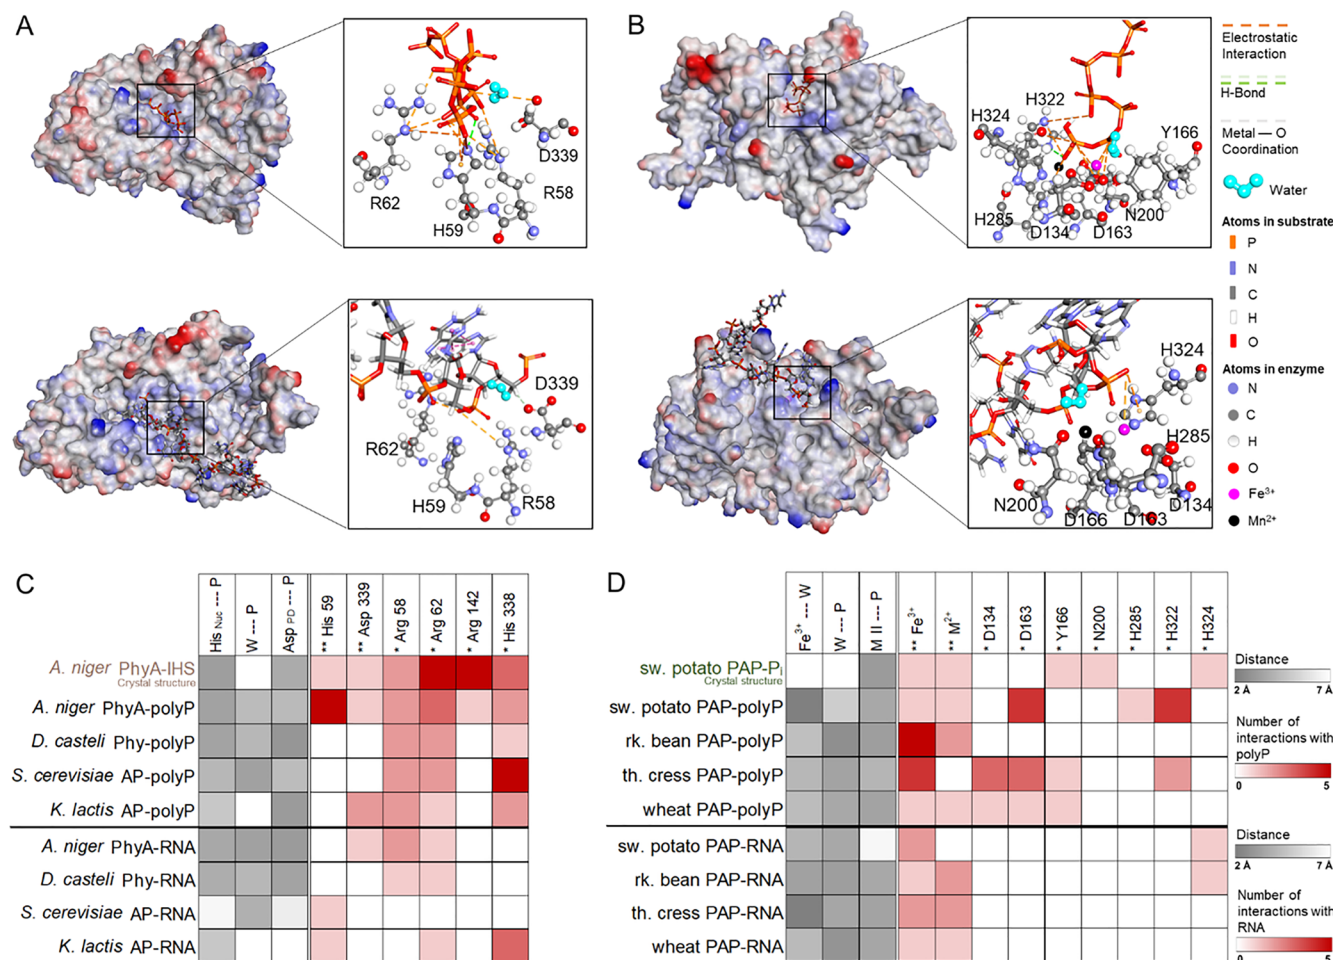 A
R62
H59
R58
D339
B
H322
H324
Y166
H285
D134
D163
N200
Electrostatic
Interaction
H-Bond
Metal — O
Coordination
Water
Atoms in substrate
P
N
C
H
O
Atoms in enzyme
N
C
H
O
Fe3+
Mn2+
D339
R62
H59
R58
H324
H285
N200
D166
D163
D134
C
His Nuc --- P
W --- P
Asp PD --- P
** His 59
** Asp 339
* Arg 58
* Arg 62
* Arg 142
* His 338
A. niger PhyA-IHS
Crystal structure
A. niger PhyA-polyP
D. casteli Phy-polyP
S. cerevisiae AP-polyP
K. lactis AP-polyP
A. niger PhyA-RNA
D. casteli Phy-RNA
S. cerevisiae AP-RNA
K. lactis AP-RNA
D
Fe3+ --- W
W --- P
M II --- P
** Fe3+
** M2+
* D134
* D163
* Y166
* N200
* H285
* H322
* H324
sw. potato PAP-Pi
Crystal structure
sw. potato PAP-polyP
rk. bean PAP-polyP
th. cress PAP-polyP
wheat PAP-polyP
sw. potato PAP-RNA
rk. bean PAP-RNA
th. cress PAP-RNA
wheat PAP-RNA
Distance
2 Å 7 Å
Number of
interactions with
polyP
0 5
Distance
2 Å 7 Å
Number of
interactions with
RNA
0 5